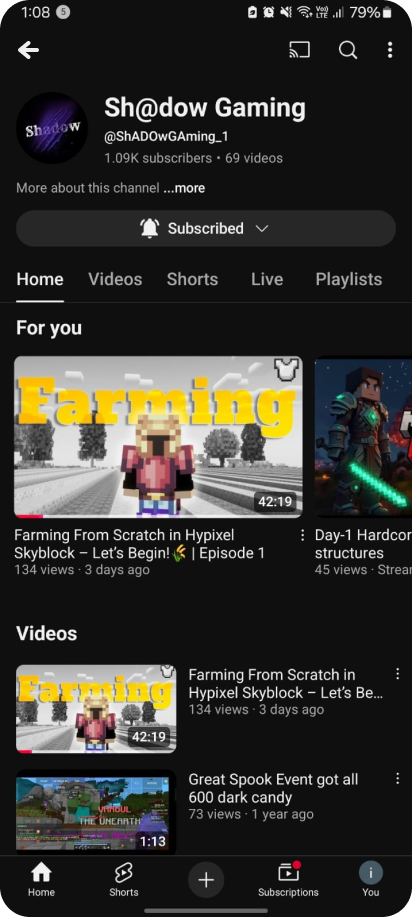 1:08 5 79%
Shadow
Sh@dow Gaming
@ShADOwGAming_1
1.09K subscribers • 69 videos
More about this channel ...more
Subscribed
Home Videos Shorts Live Playlists
For you
Farming
42:19
Farming From Scratch in Hypixel
Skyblock – Let's Begin!🌾 | Episode 1
134 views · 3 days ago
Day-1 Hardcor
structures
45 views · Strea
Videos
Farming
42:19
Farming From Scratch in
Hypixel Skyblock – Let's Be...
134 views · 3 days ago
THE UNEARTH
1:13
Great Spook Event got all
600 dark candy
73 views · 1 year ago
Home Shorts Subscriptions You